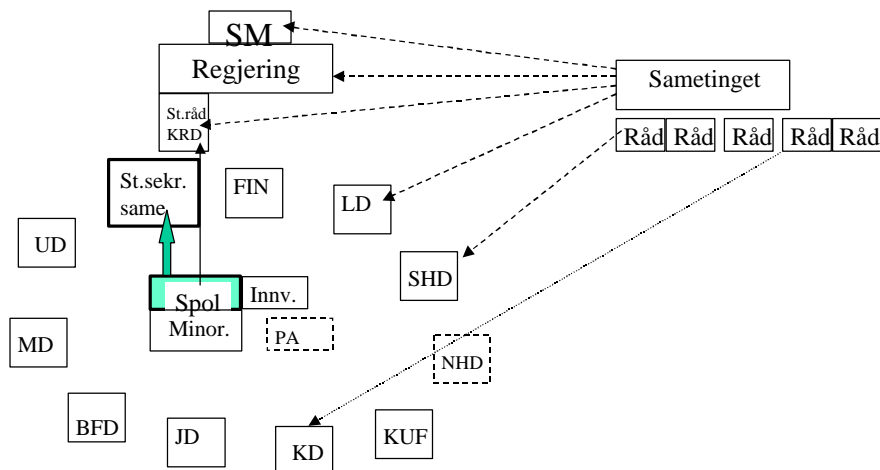 SM
Regjering
Sametinget
St.råd
KRD
Råd Råd Råd Råd Råd
St.sekr.
same
FIN
LD
UD
SHD
Spol
Innv.
Minor.
PA
MD
NHD
BFD
JD
KD
KUF